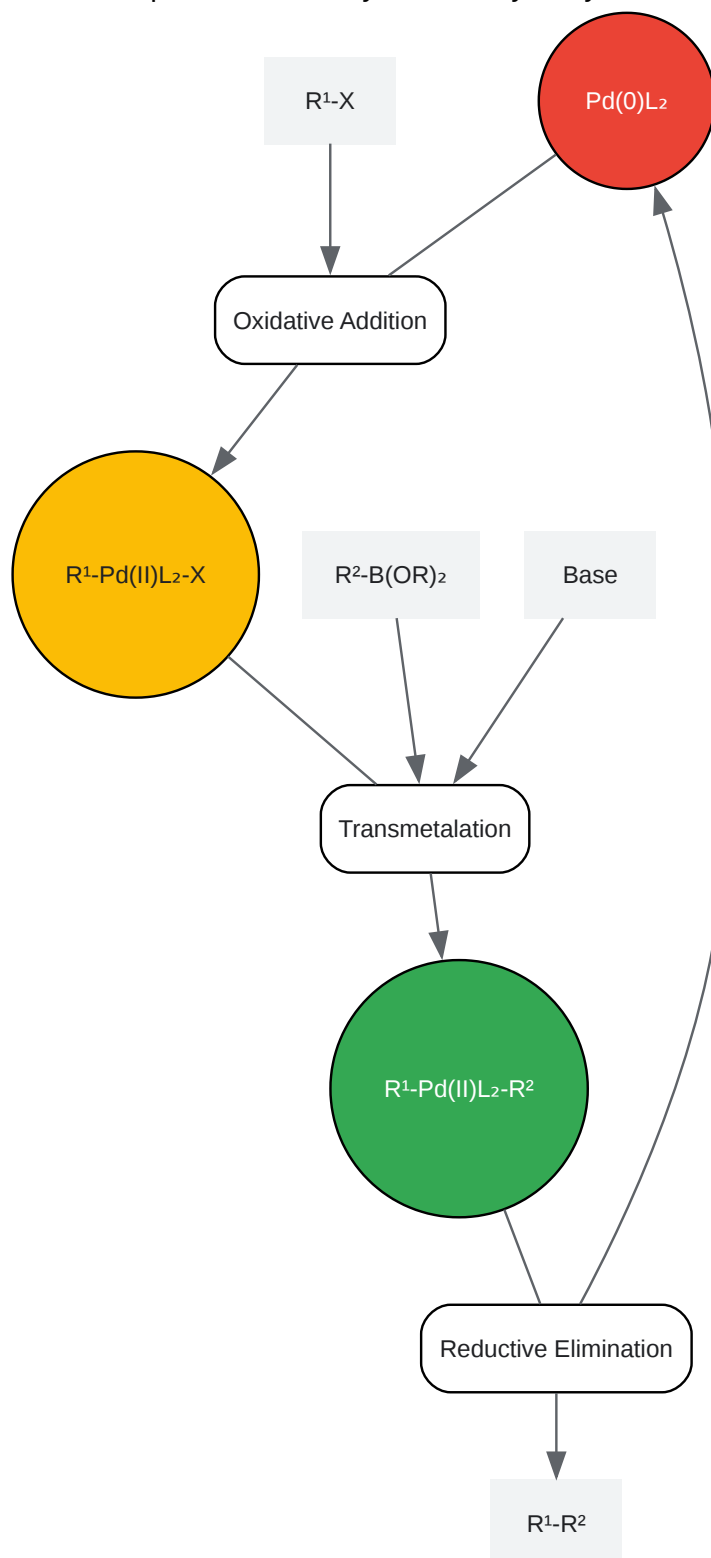 R¹-X
Pd(0)L₂
Oxidative Addition
R¹-Pd(II)L₂-X
R²-B(OR)₂
Base
Transmetalation
R¹-Pd(II)L₂-R²
Reductive Elimination
R¹-R²